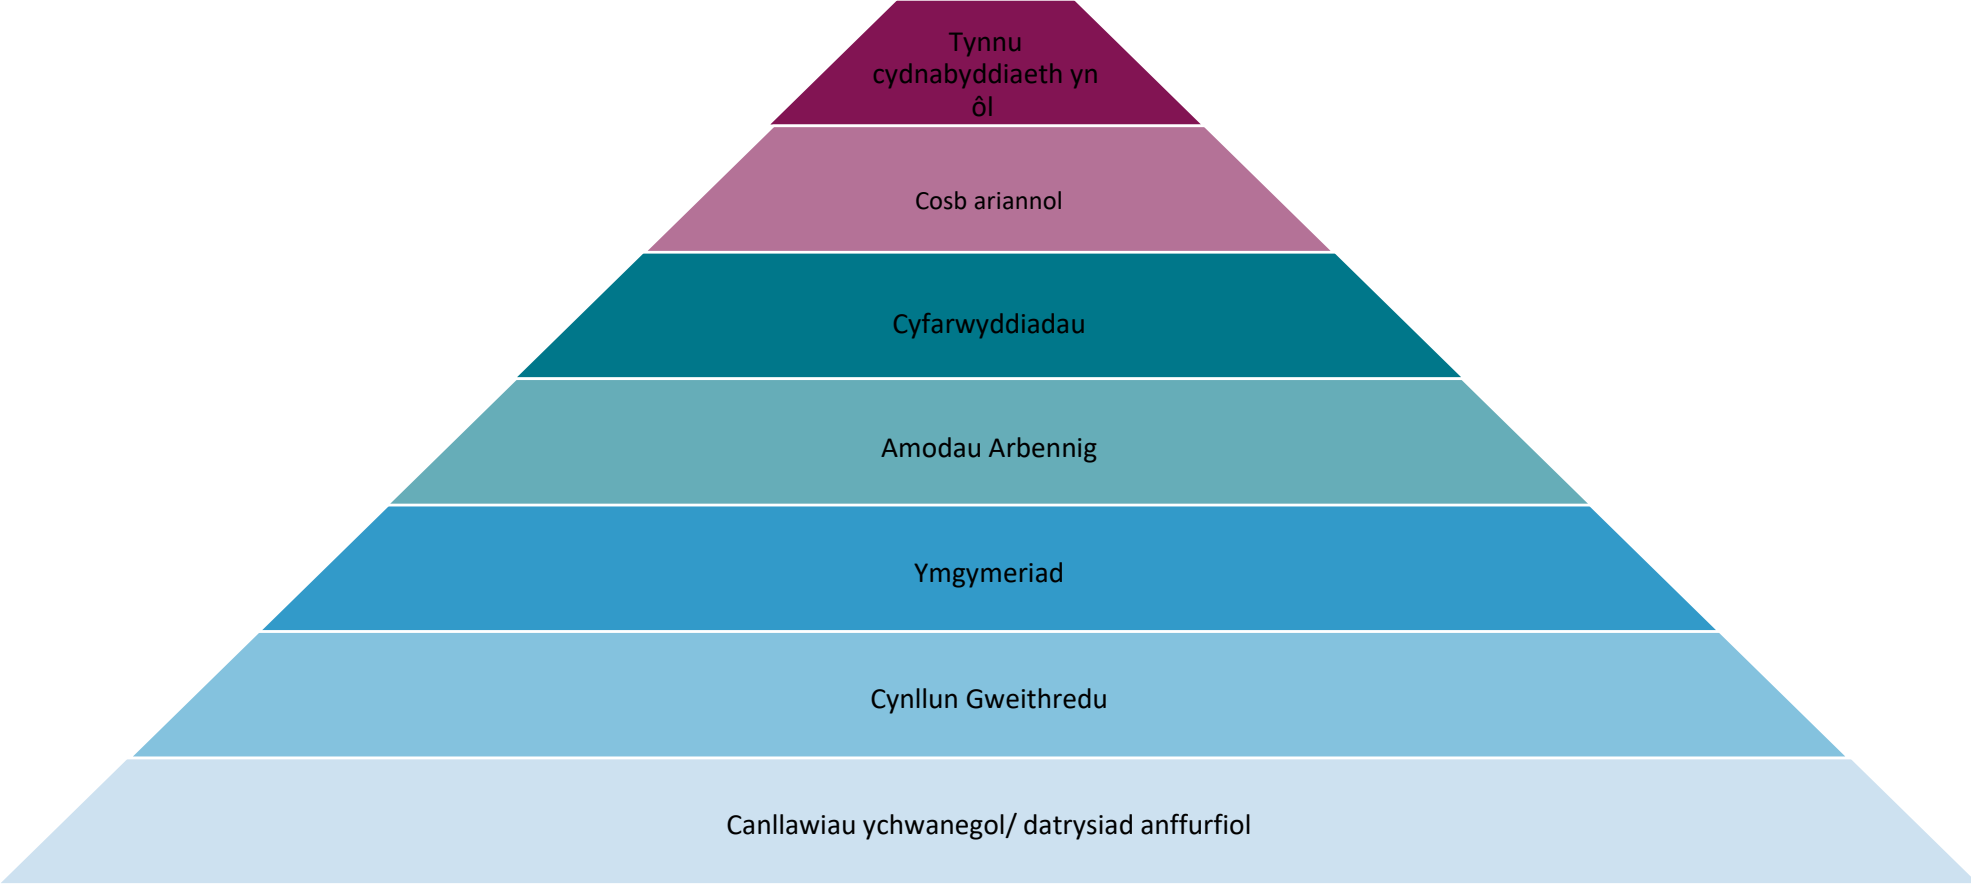 Tynnu
cydnabyddiaeth yn
ôl
Cosb ariannol
Cyfarwyddiadau
Amodau Arbennig
Ymgymeriad
Cynllun Gweithredu
Canllawiau ychwanegol/ datrysiad anffurfiol